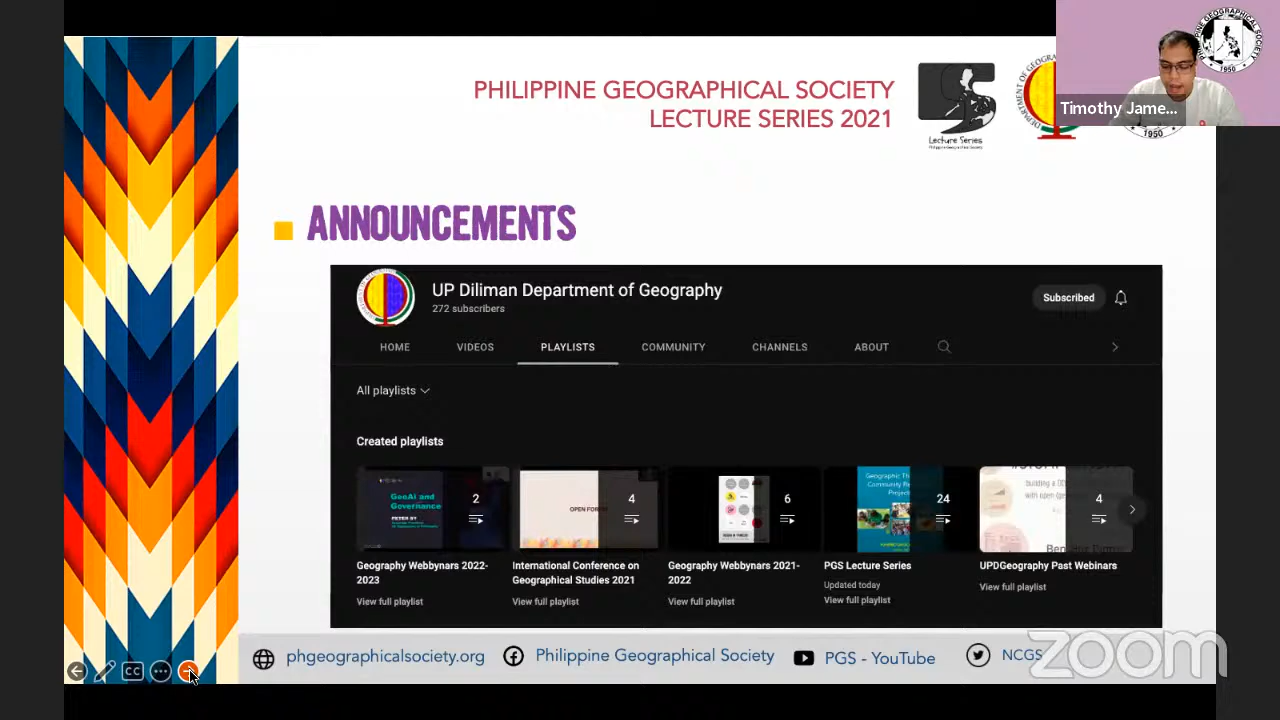 PHILIPPINE GEOGRAPHICAL SOCIETY
LECTURE SERIES 2021
Lecture Series
1950
1950
Timothy Jame...
ANNOUNCEMENTS
UP Diliman Department of Geography
272 subscribers
Subscribed
HOME VIDEOS PLAYLISTS COMMUNITY CHANNELS ABOUT
All playlists
Created playlists
GeoAI and
Governance
2
OPEN FORUM
4
6
24
4
Geography Webbynars 2022-
2023
View full playlist
International Conference on
Geographical Studies 2021
View full playlist
Geography Webbynars 2021-
2022
View full playlist
PGS Lecture Series
Updated today
View full playlist
UPDGeography Past Webinars
View full playlist
CC
phgeographicalsociety.org
Philippine Geographical Society
PGS - YouTube
NCGS
zoom